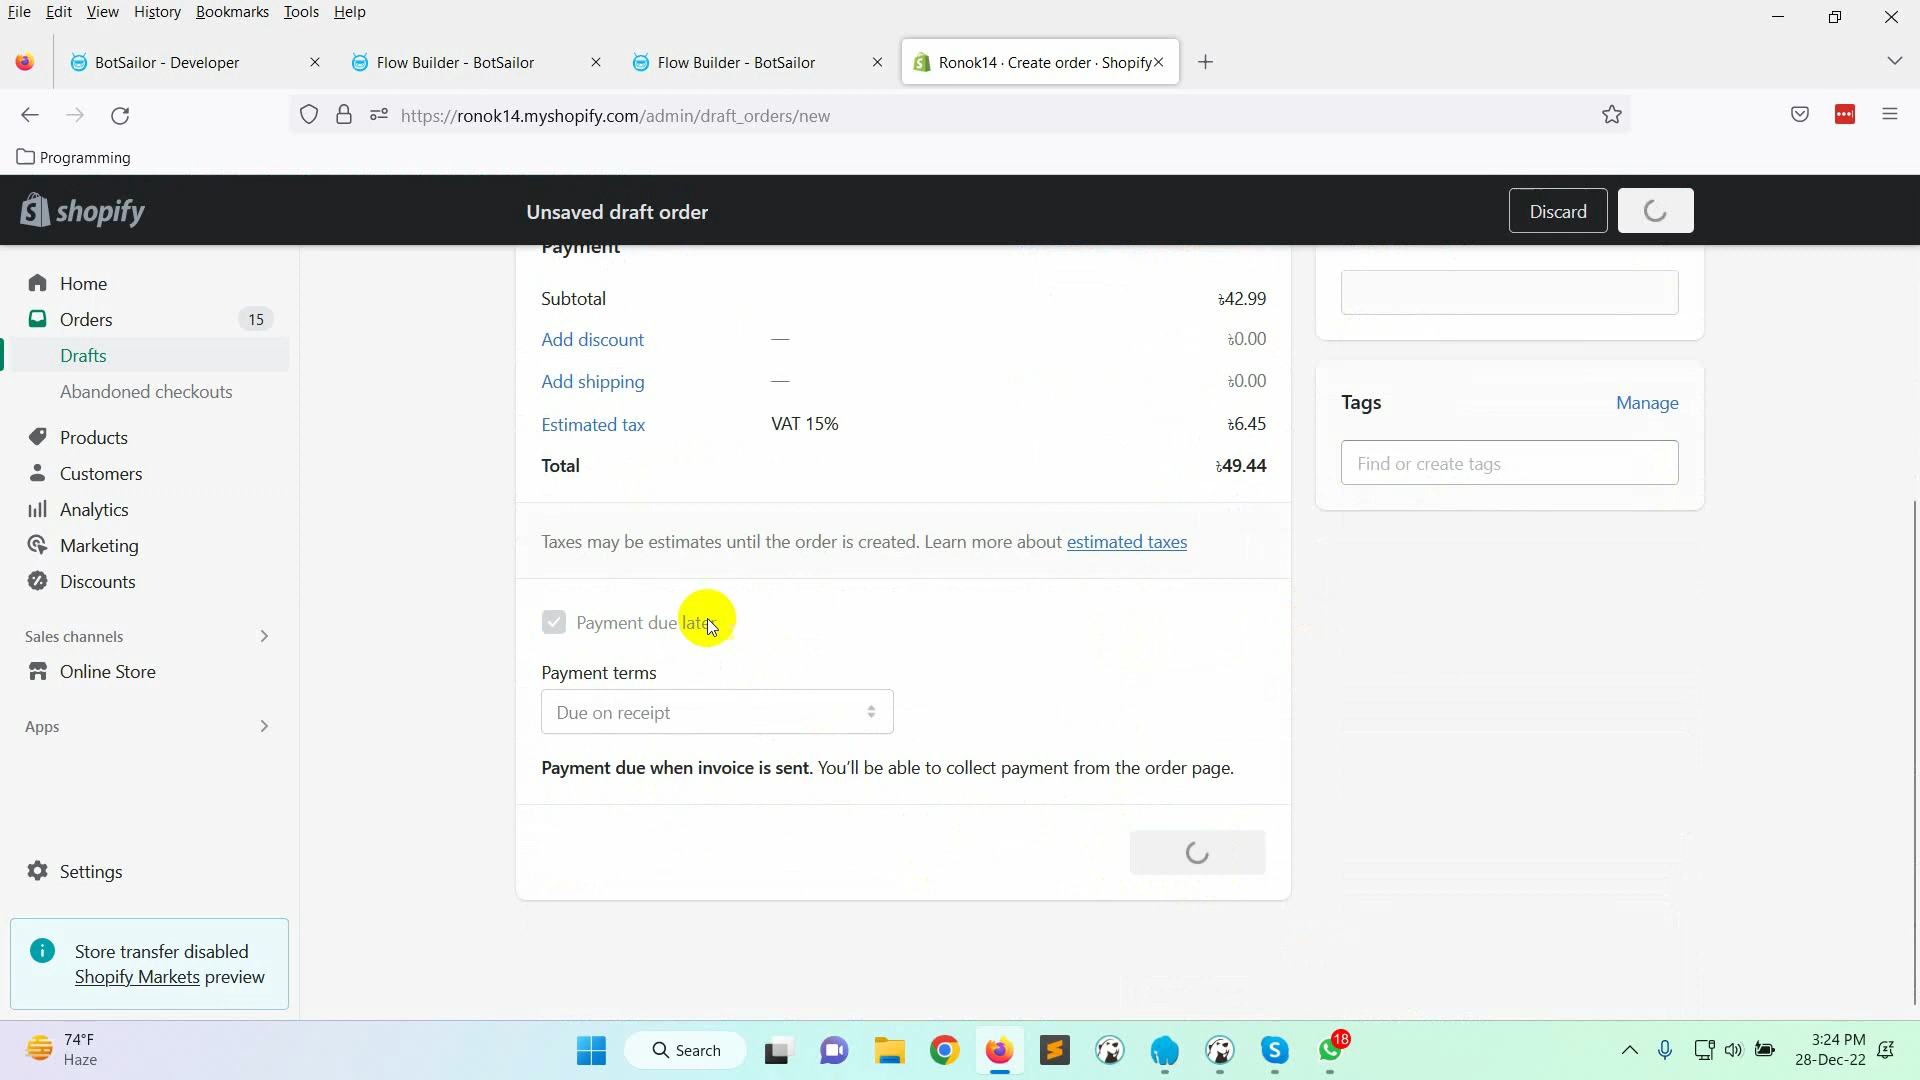 File Edit View History Bookmarks Tools Help
BotSailor - Developer
Flow Builder - BotSailor
Flow Builder - BotSailor
Ronok14 · Create order · Shopify
https://ronok14.myshopify.com/admin/draft_orders/new
Programming
shopify
Unsaved draft order
Discard
Home
Orders 15
Drafts
Abandoned checkouts
Products
Customers
Analytics
Marketing
Discounts
Sales channels
Online Store
Apps
Settings
Store transfer disabled
Shopify Markets preview
Payment
Subtotal ৳42.99
Add discount — ৳0.00
Add shipping — ৳0.00
Estimated tax VAT 15% ৳6.45
Total ৳49.44
Taxes may be estimates until the order is created. Learn more about estimated taxes
Payment due later
Payment terms
Due on receipt
Payment due when invoice is sent. You'll be able to collect payment from the order page.
Tags Manage
Find or create tags
74°F
Haze
Search
18
3:24 PM
28-Dec-22